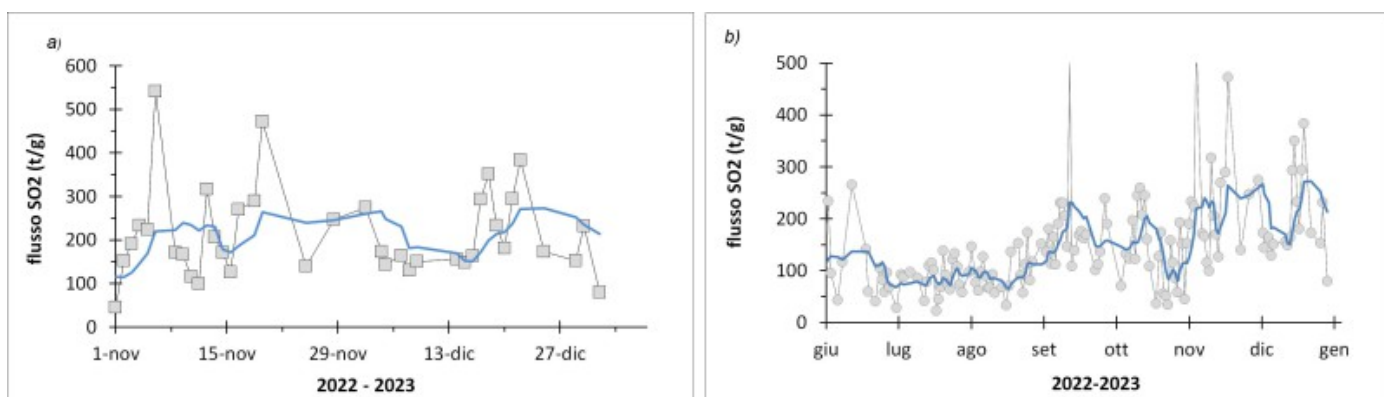 a)
flusso SO2 (t/g)
600
500
400
300
200
100
0
1-nov 15-nov 29-nov 13-dic 27-dic
2022 - 2023
b)
flusso SO2 (t/g)
500
400
300
200
100
0
giu lug ago set ott nov dic gen
2022-2023